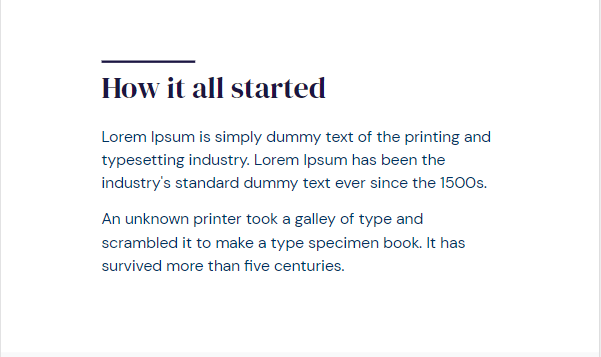 How it all started
Lorem Ipsum is simply dummy text of the printing and
typesetting industry. Lorem Ipsum has been the
industry's standard dummy text ever since the 1500s.
An unknown printer took a galley of type and
scrambled it to make a type specimen book. It has
survived more than five centuries.